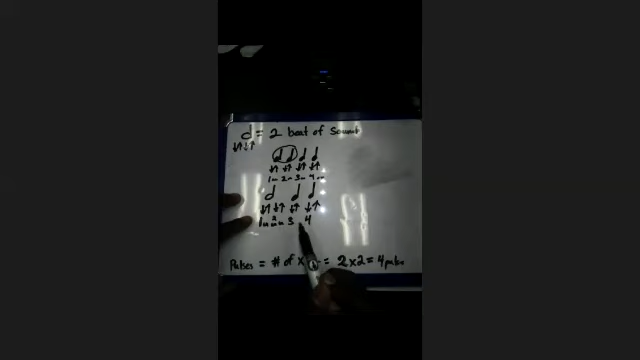 = 2 beat of Sound
1 2 3 4
1 2 3 4
Pulses = # of x = 2x2=4 pulses